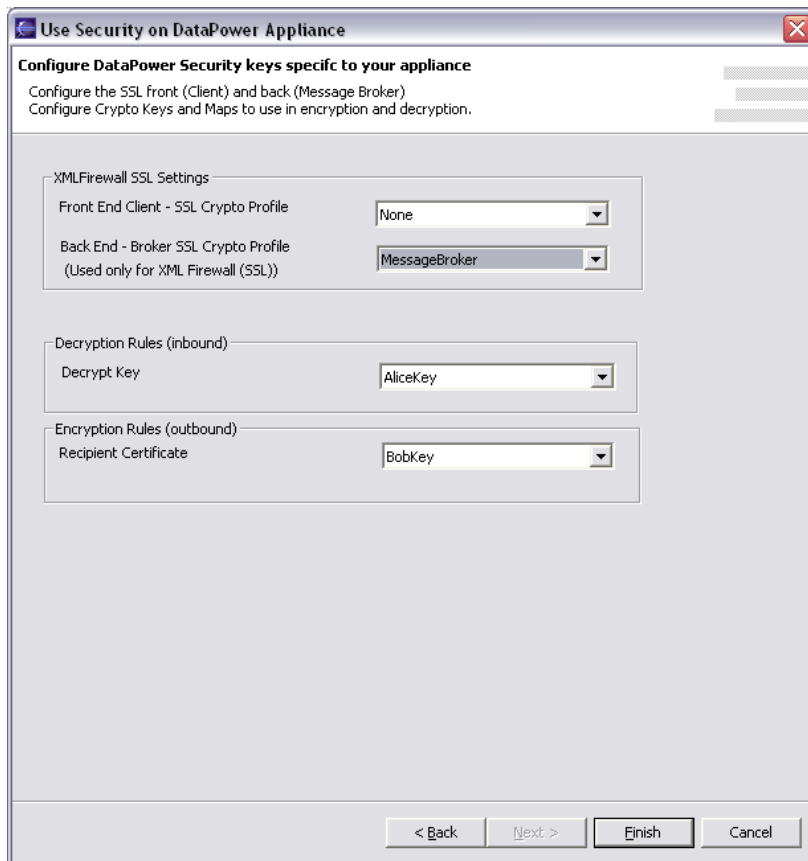 Use Security on DataPower Appliance
Configure DataPower Security keys specifc to your appliance
Configure the SSL front (Client) and back (Message Broker)
Configure Crypto Keys and Maps to use in encryption and decryption.
XMLFirewall SSL Settings
Front End Client - SSL Crypto Profile
None
Back End - Broker SSL Crypto Profile
MessageBroker
(Used only for XML Firewall (SSL))
Decryption Rules (inbound)
Decrypt Key
AliceKey
Encryption Rules (outbound)
Recipient Certificate
BobKey
< Back
Next >
Finish
Cancel